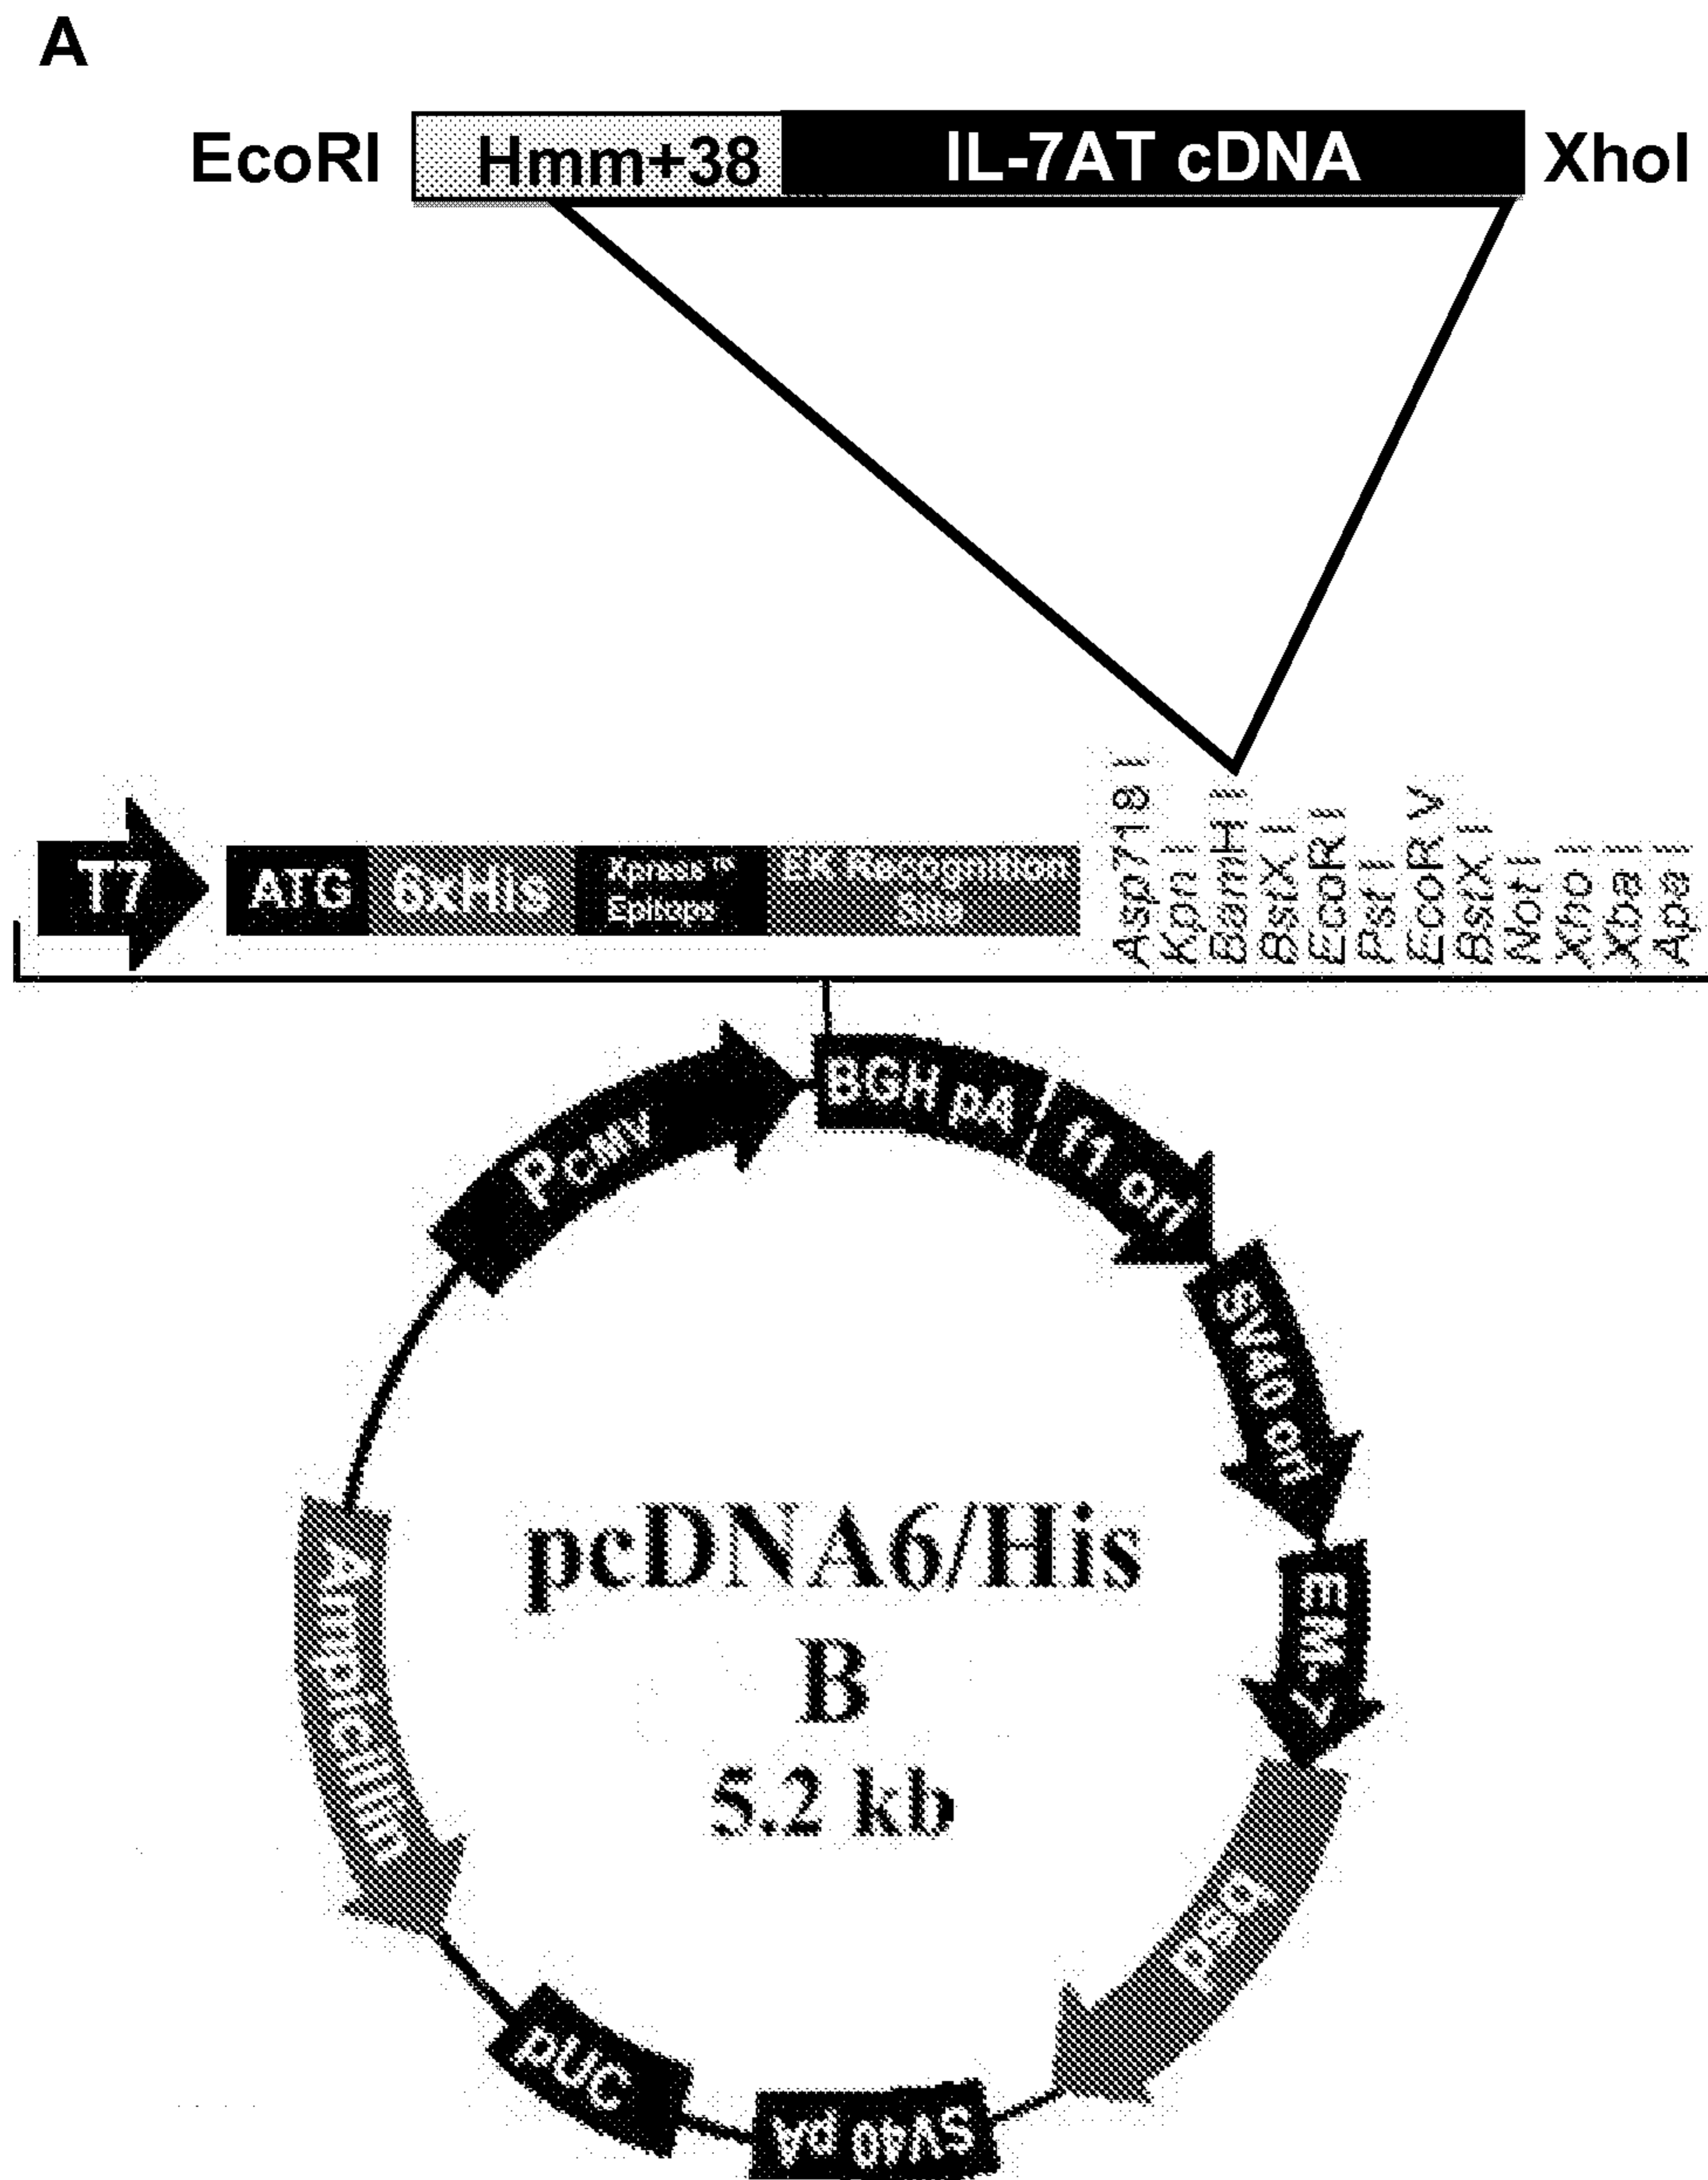 A
EcoRI Hmm+38 IL-7AT cDNA XhoI
T7 ATG 6xHis Xpress™ Epitope EK Recognition Site
Asp718 I
Kpn I
BamH I
BstX I
EcoR I
Pst I
EcoR V
BstX I
Not I
Xho I
Xba I
Apa I
PCMV
BGH pA
f1 ori
SV40 ori
EM-7
bsd
SV40 pA
pUC
Ampicillin
pcDNA6/His
B
5.2 kb